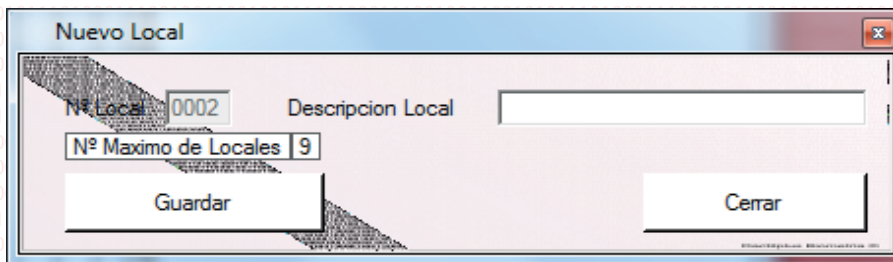 Nuevo Local
Nº Local 0002 Descripcion Local
Nº Maximo de Locales 9
Guardar Cerrar